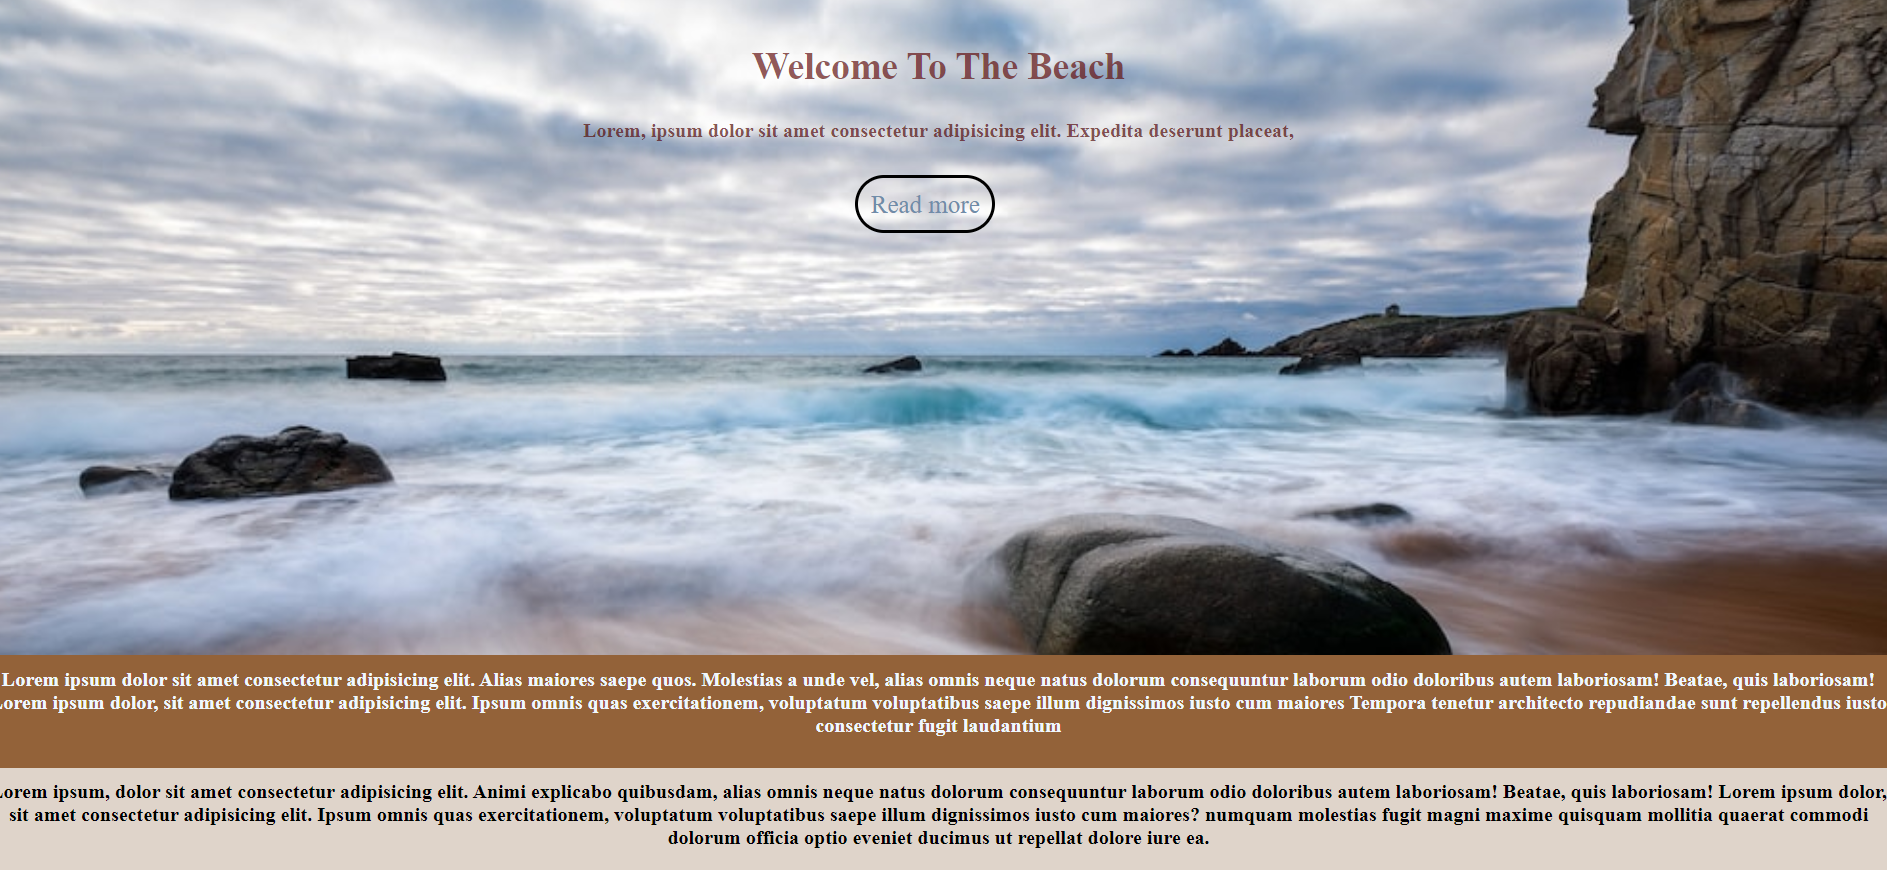 Welcome To The Beach
Lorem, ipsum dolor sit amet consectetur adipisicing elit. Expedita deserunt placeat,
Read more
Lorem ipsum dolor sit amet consectetur adipisicing elit. Alias maiores saepe quos. Molestias a unde vel, alias omnis neque natus dolorum consequuntur laborum odio doloribus autem laboriosam! Beatae, quis laboriosam!
Lorem ipsum dolor, sit amet consectetur adipisicing elit. Ipsum omnis quas exercitationem, voluptatum voluptatibus saepe illum dignissimos iusto cum maiores Tempora tenetur architecto repudiandae sunt repellendus iusto
consectetur fugit laudantium
Lorem ipsum, dolor sit amet consectetur adipisicing elit. Animi explicabo quibusdam, alias omnis neque natus dolorum consequuntur laborum odio doloribus autem laboriosam! Beatae, quis laboriosam! Lorem ipsum dolor,
sit amet consectetur adipisicing elit. Ipsum omnis quas exercitationem, voluptatum voluptatibus saepe illum dignissimos iusto cum maiores? numquam molestias fugit magni maxime quisquam mollitia quaerat commodi
dolorum officia optio eveniet ducimus ut repellat dolore iure ea.